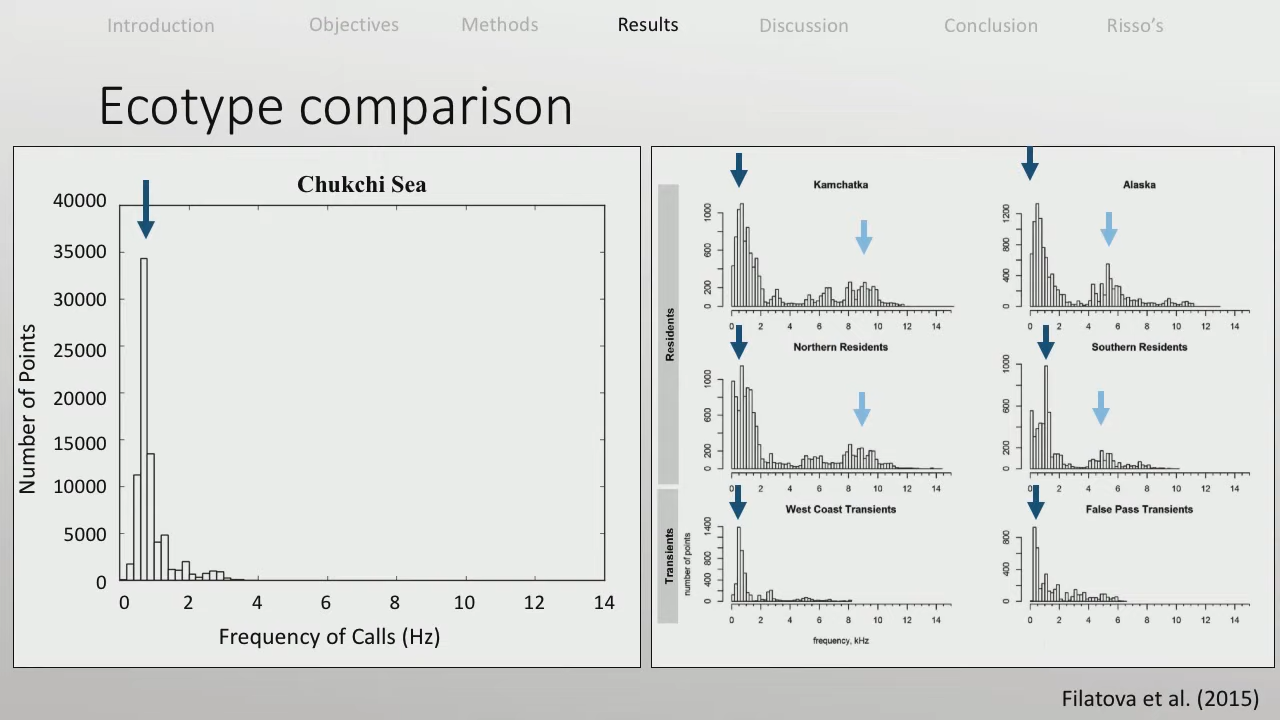 Introduction Objectives Methods Results Discussion Conclusion Risso's
Ecotype comparison
Chukchi Sea
40000
35000
30000
25000
20000
15000
10000
5000
0
Number of Points
0 2 4 6 8 10 12 14
Frequency of Calls (Hz)
Residents
Kamchatka
1000
600
200
0
0 2 4 6 8 10 12 14
Alaska
1200
800
400
0
0 2 4 6 8 10 12 14
Northern Residents
1000
600
200
0
0 2 4 6 8 10 12 14
Southern Residents
1000
600
200
0
0 2 4 6 8 10 12 14
Transients
West Coast Transients
number of points
1400
800
400
0
0 2 4 6 8 10 12 14
frequency, kHz
False Pass Transients
800
400
0
0 2 4 6 8 10 12 14
Filatova et al. (2015)